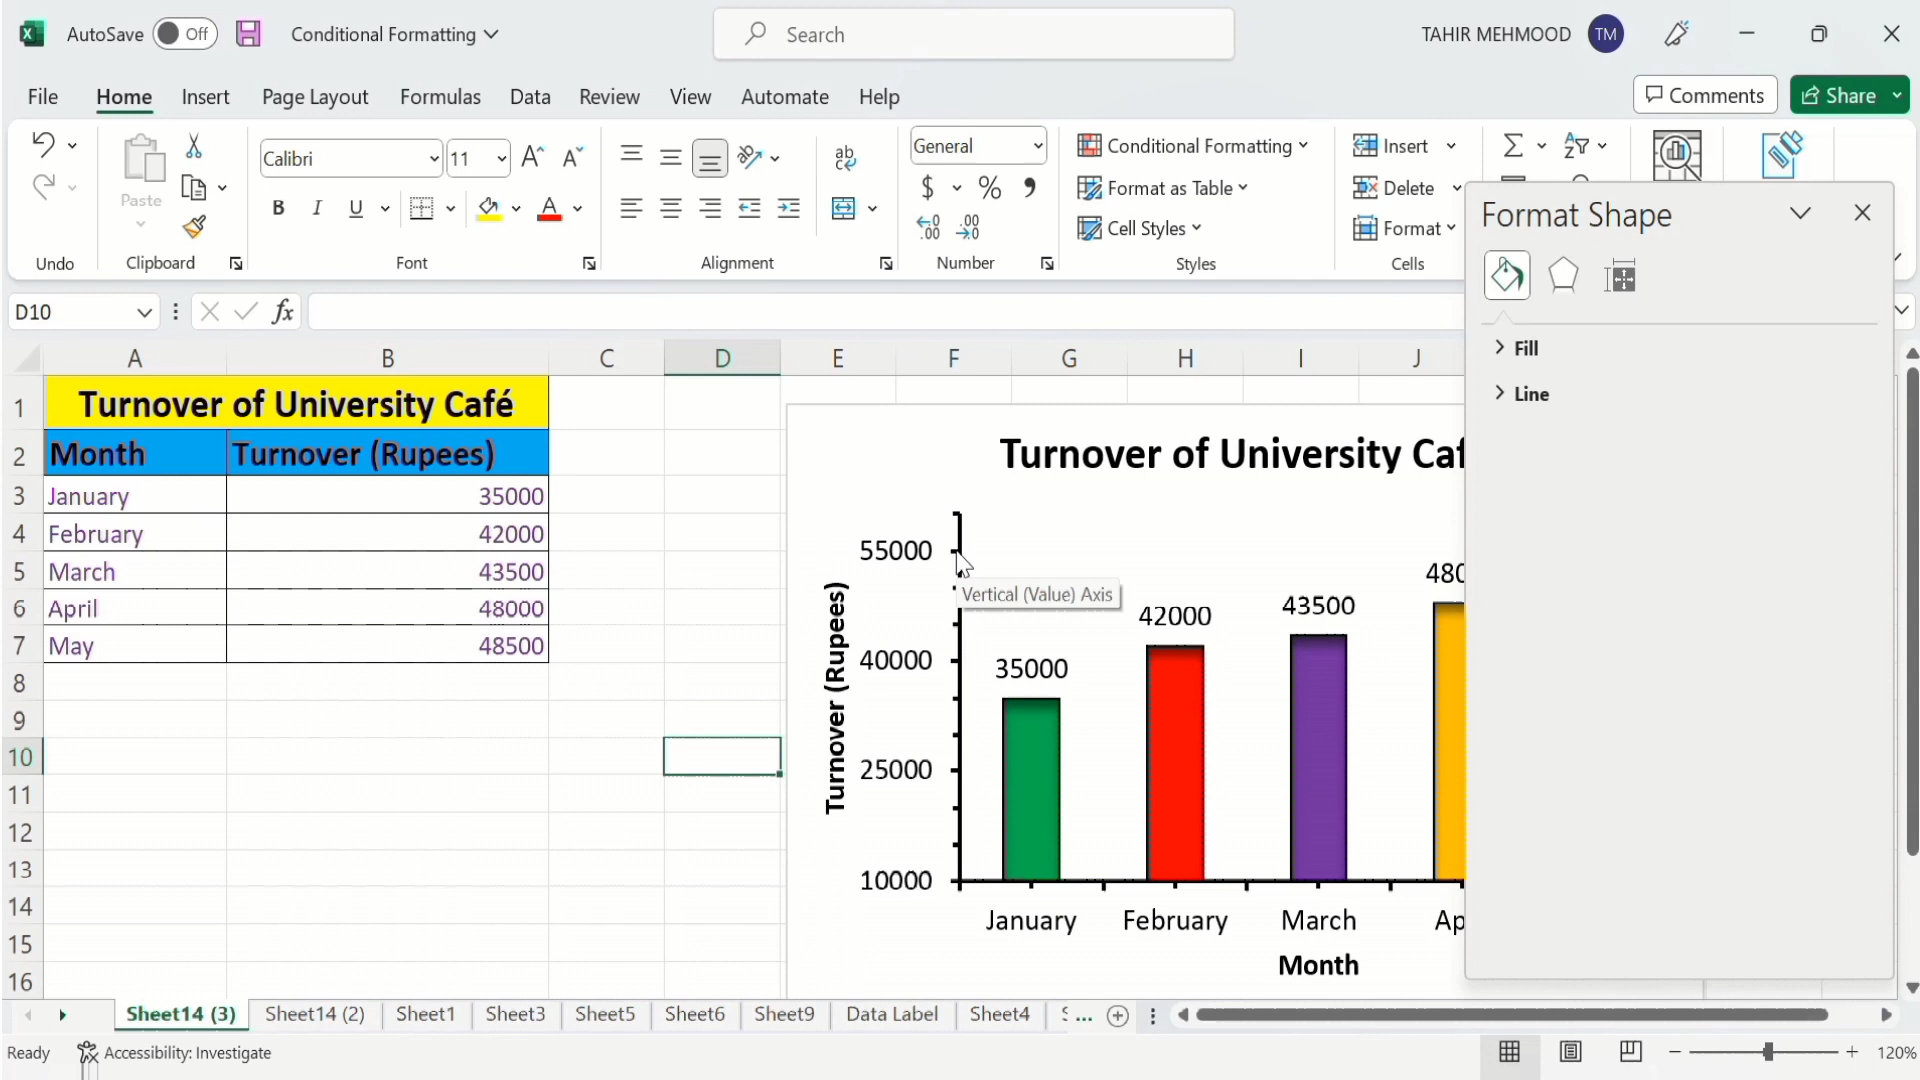 AutoSave Off Conditional Formatting Search TAHIR MEHMOOD TM
File Home Insert Page Layout Formulas Data Review View Automate Help Comments Share
Paste Calibri 11 General Conditional Formatting Insert
B I U $ % Format as Table Delete
Cell Styles Format
Undo Clipboard Font Alignment Number Styles Cells
Format Shape
Fill
Line
D10 fx
A B C D E F G H I J
1 Turnover of University Café
2 Month Turnover (Rupees)
3 January 35000
4 February 42000
5 March 43500
6 April 48000
7 May 48500
8
9
10
11
12
13
14
15
16
Turnover of University Caf
Turnover (Rupees)
55000
40000
25000
10000
Vertical (Value) Axis
35000 42000 43500 480
January February March Ap
Month
Sheet14 (3) Sheet14 (2) Sheet1 Sheet3 Sheet5 Sheet6 Sheet9 Data Label Sheet4 ...
Ready Accessibility: Investigate 120%